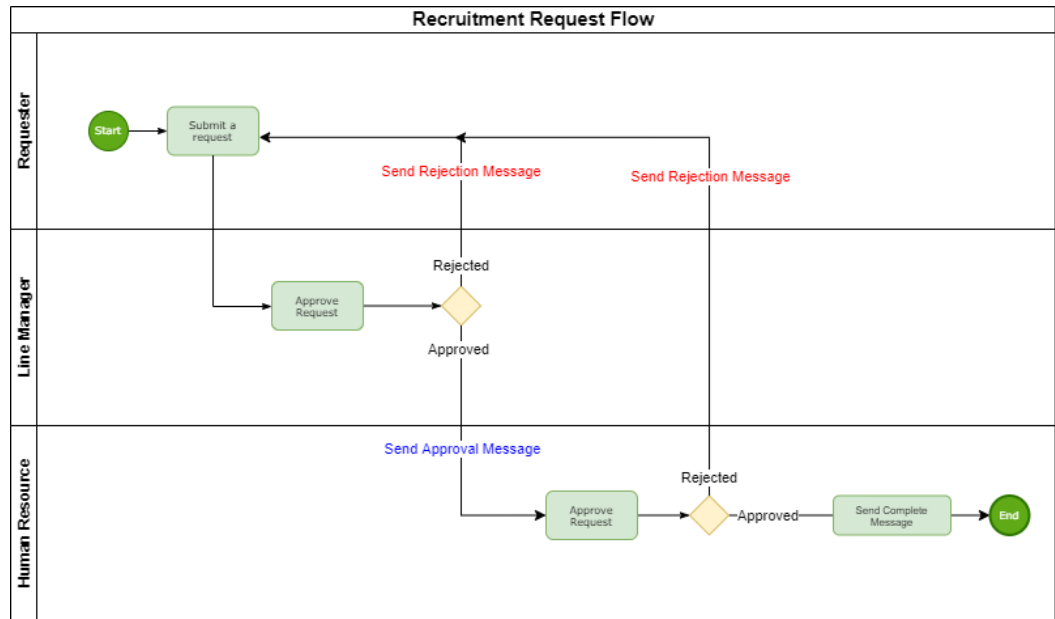 Recruitment Request Flow
Requester
Start
Submit a
request
Send Rejection Message
Send Rejection Message
Line Manager
Rejected
Approve
Request
Approved
Human Resource
Send Approval Message
Rejected
Approve
Request
Approved
Send Complete
Message
End